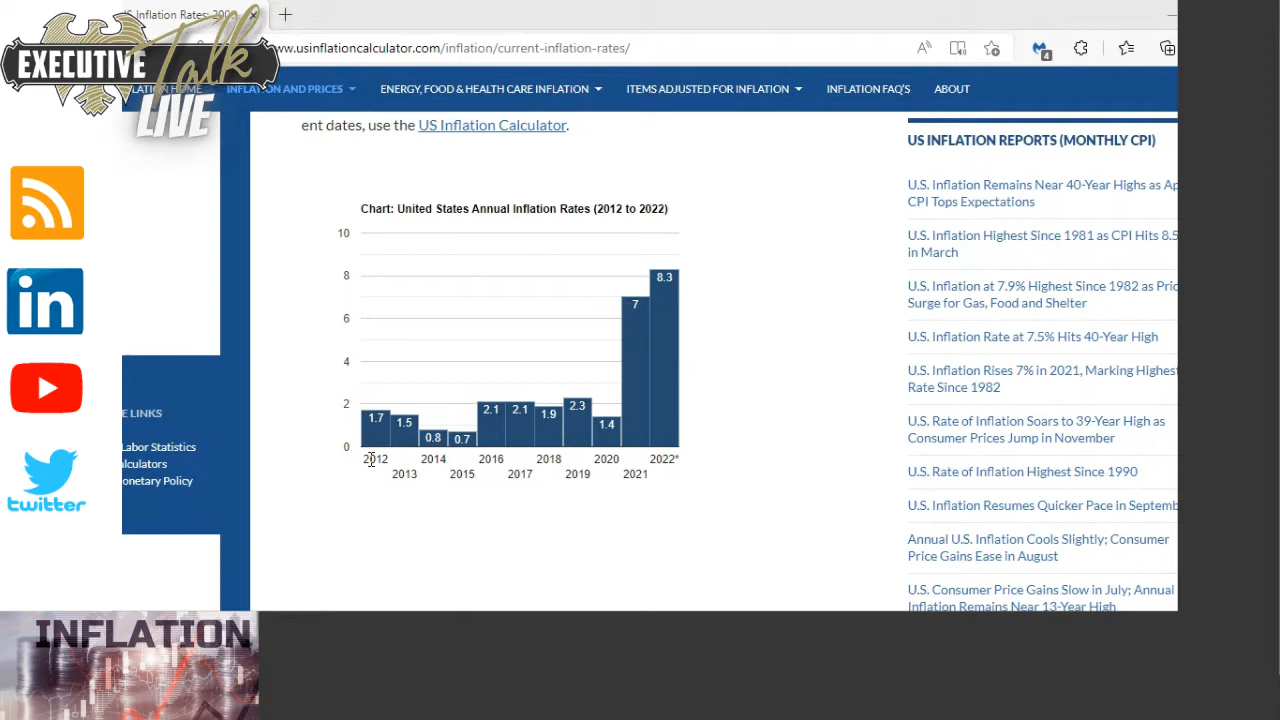 S Inflation Rates: 200
EXECUTIVE
Talk
LIVE
ww.usinflationcalculator.com/inflation/current-inflation-rates/
4
LATION HOME INFLATION AND PRICES ENERGY, FOOD & HEALTH CARE INFLATION ITEMS ADJUSTED FOR INFLATION INFLATION FAQ'S ABOUT
ent dates, use the US Inflation Calculator.
Chart: United States Annual Inflation Rates (2012 to 2022)
10
8
6
4
2
0
1.7
1.5
0.8
0.7
2.1
2.1
1.9
2.3
1.4
7
8.3
2012 2014 2016 2018 2020 2022*
2013 2015 2017 2019 2021
US INFLATION REPORTS (MONTHLY CPI)
U.S. Inflation Remains Near 40-Year Highs as Ap
CPI Tops Expectations
U.S. Inflation Highest Since 1981 as CPI Hits 8.5
in March
U.S. Inflation at 7.9% Highest Since 1982 as Pric
Surge for Gas, Food and Shelter
U.S. Inflation Rate at 7.5% Hits 40-Year High
U.S. Inflation Rises 7% in 2021, Marking Highest
Rate Since 1982
U.S. Rate of Inflation Soars to 39-Year High as
Consumer Prices Jump in November
U.S. Rate of Inflation Highest Since 1990
U.S. Inflation Resumes Quicker Pace in Septemb
Annual U.S. Inflation Cools Slightly; Consumer
Price Gains Ease in August
U.S. Consumer Price Gains Slow in July; Annual
Inflation Remains Near 13-Year High
in
twitter
E LINKS
Labor Statistics
alculators
onetary Policy
INFLATION